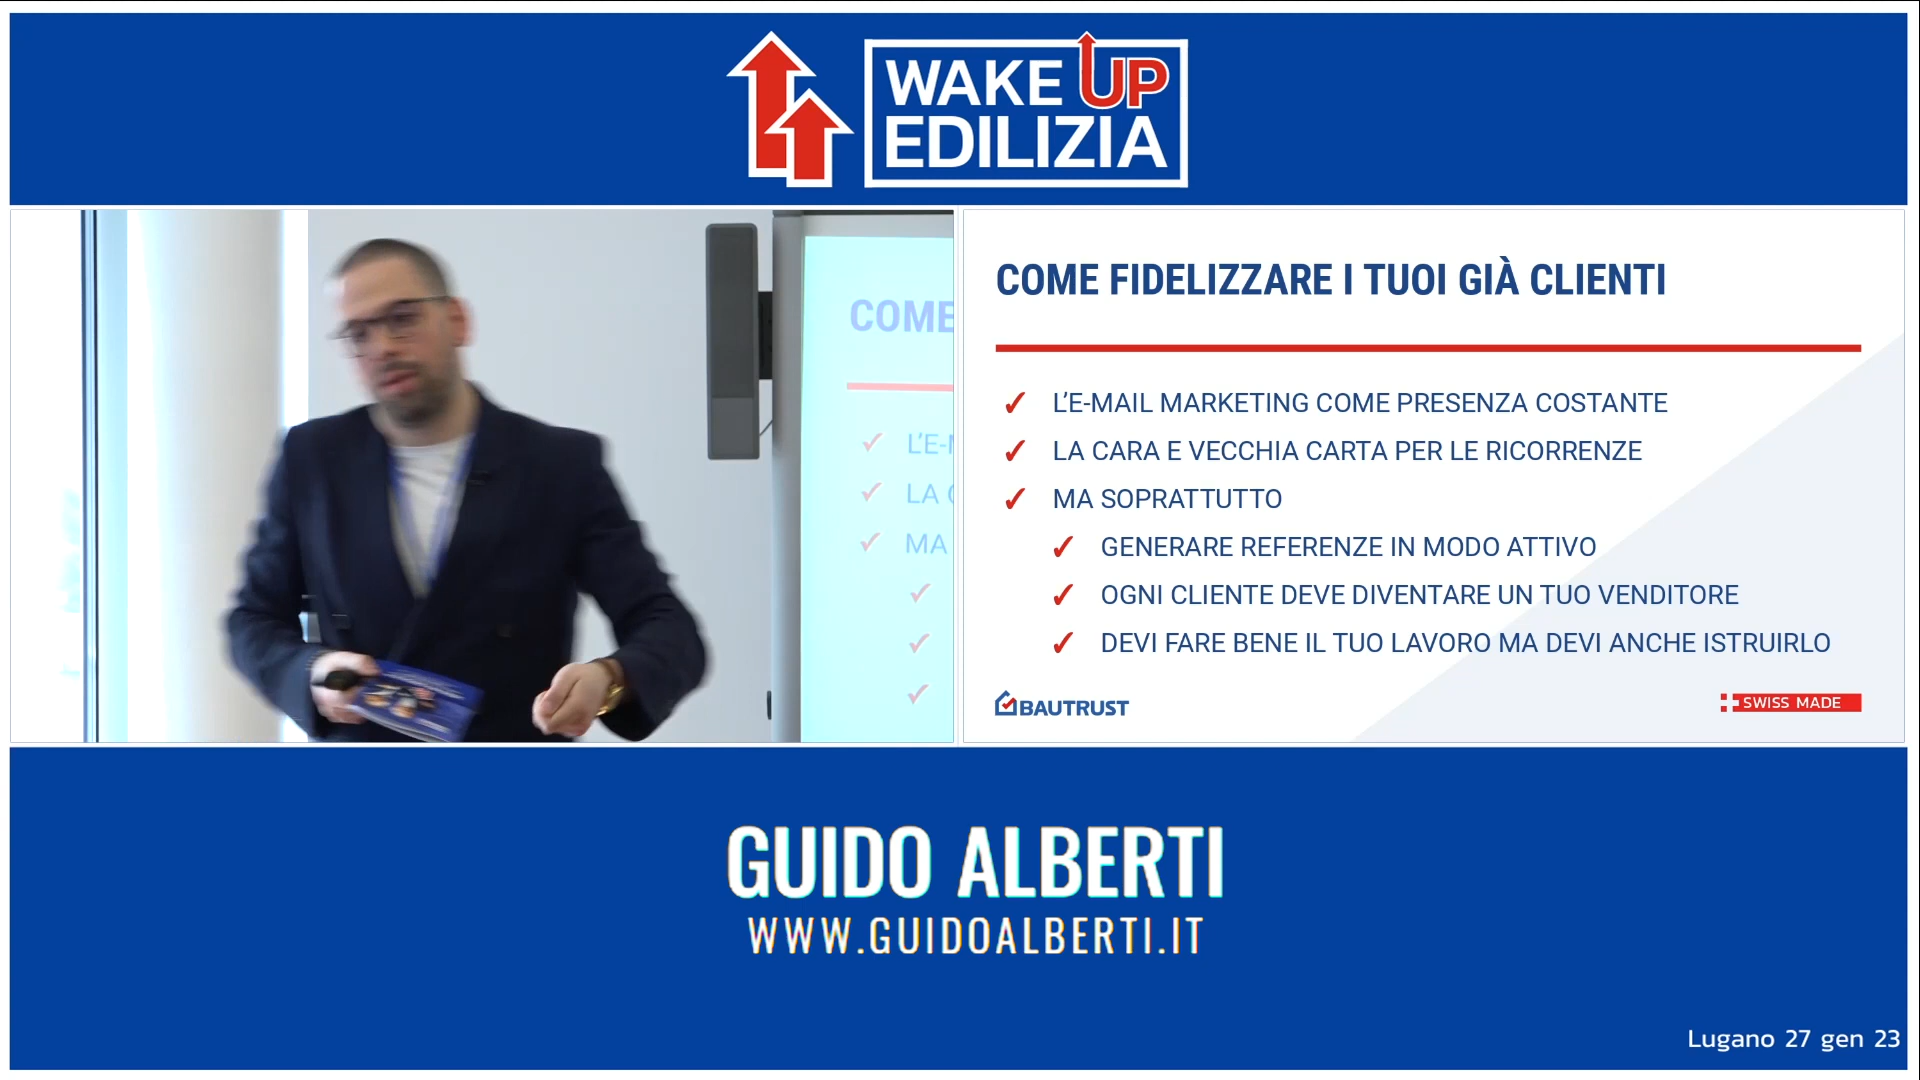 WAKE UP
EDILIZIA
COME
L'E-M
LA C
MA
COME FIDELIZZARE I TUOI GIÀ CLIENTI
✓ L'E-MAIL MARKETING COME PRESENZA COSTANTE
✓ LA CARA E VECCHIA CARTA PER LE RICORRENZE
✓ MA SOPRATTUTTO
✓ GENERARE REFERENZE IN MODO ATTIVO
✓ OGNI CLIENTE DEVE DIVENTARE UN TUO VENDITORE
✓ DEVI FARE BENE IL TUO LAVORO MA DEVI ANCHE ISTRUIRLO
BAUTRUST
SWISS MADE
GUIDO ALBERTI
WWW.GUIDOALBERTI.IT
Lugano 27 gen 23